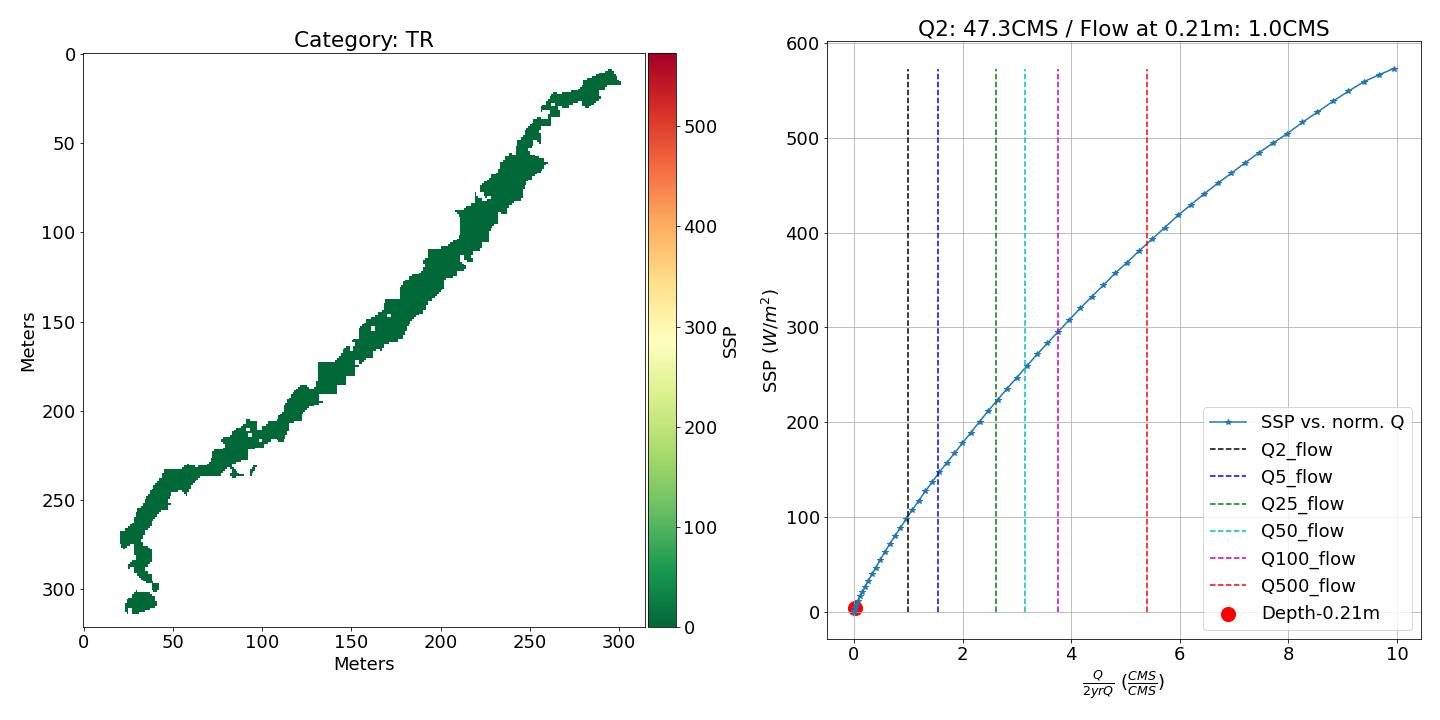 Category: TR
0
50
100
150
200
250
300
Meters
0
50
100
150
200
250
300
Meters
500
400
300
200
100
0
SSP
Q2: 47.3CMS / Flow at 0.21m: 1.0CMS
600
500
400
300
200
100
0
SSP (W/m²)
0
2
4
6
8
10
Q/2yrQ (CMS/CMS)
SSP vs. norm. Q
Q2_flow
Q5_flow
Q25_flow
Q50_flow
Q100_flow
Q500_flow
Depth-0.21m